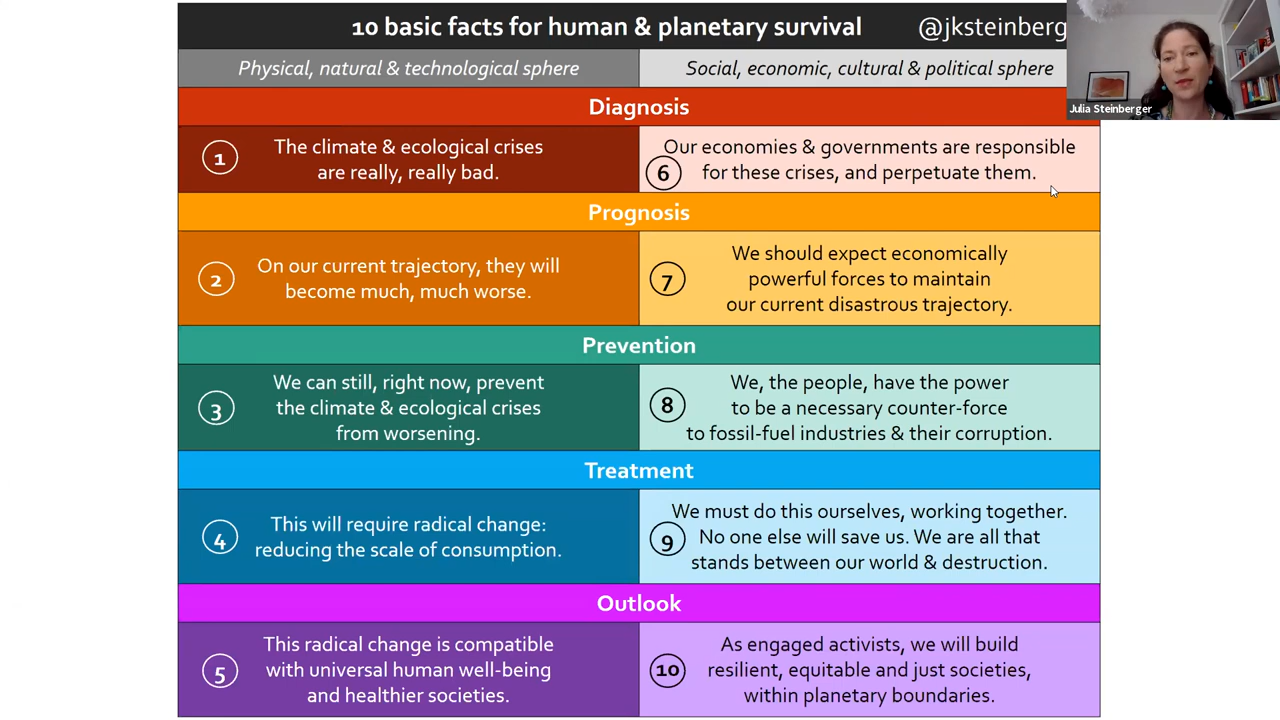 10 basic facts for human & planetary survival
@jksteinberg
Julia Steinberger
Physical, natural & technological sphere
Social, economic, cultural & political sphere
Diagnosis
1
The climate & ecological crises
are really, really bad.
6
Our economies & governments are responsible
for these crises, and perpetuate them.
Prognosis
2
On our current trajectory, they will
become much, much worse.
7
We should expect economically
powerful forces to maintain
our current disastrous trajectory.
Prevention
3
We can still, right now, prevent
the climate & ecological crises
from worsening.
8
We, the people, have the power
to be a necessary counter-force
to fossil-fuel industries & their corruption.
Treatment
4
This will require radical change:
reducing the scale of consumption.
9
We must do this ourselves, working together.
No one else will save us. We are all that
stands between our world & destruction.
Outlook
5
This radical change is compatible
with universal human well-being
and healthier societies.
10
As engaged activists, we will build
resilient, equitable and just societies,
within planetary boundaries.